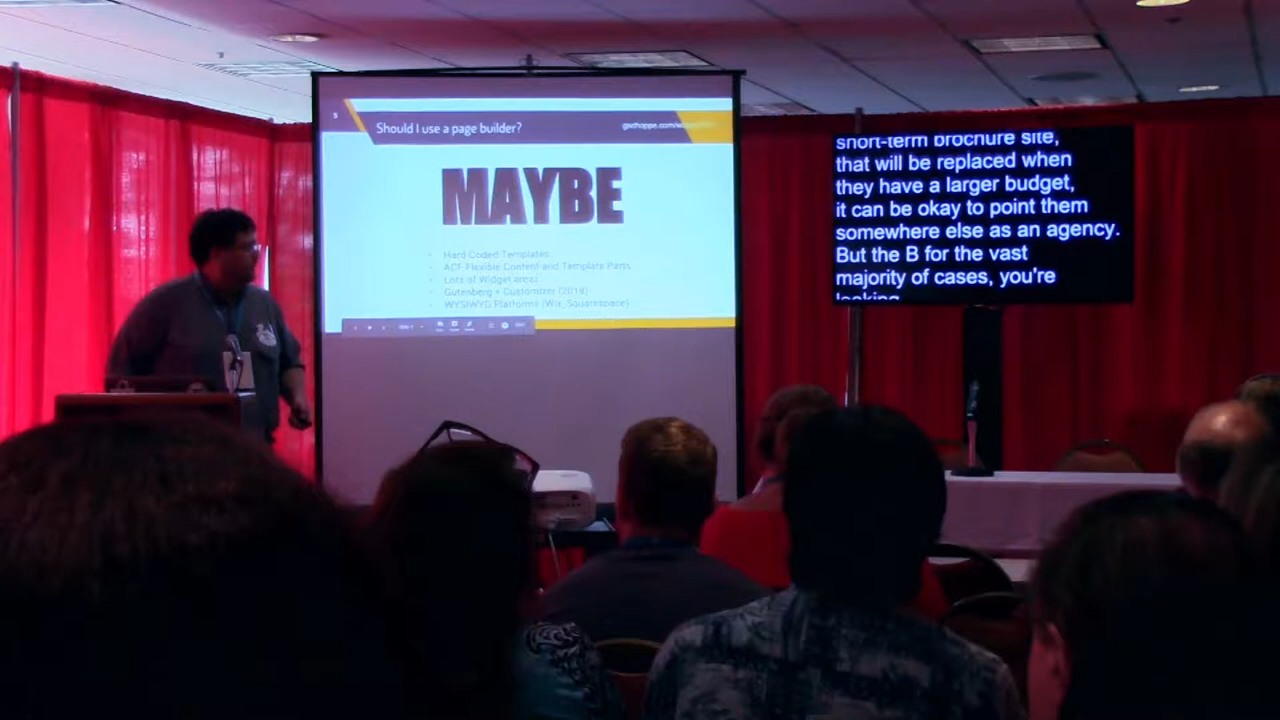 5
Should I use a page builder?
MAYBE
Hard Coded Templates
ACF Flexible Content and Template Parts
Lots of Widget areas
Gutenberg + Customizer (2018)
WYSIWYG Platforms (Wix, Squarespace)
short-term brochure site,
that will be replaced when
they have a larger budget,
it can be okay to point them
somewhere else as an agency.
But the B for the vast
majority of cases, you're
looking